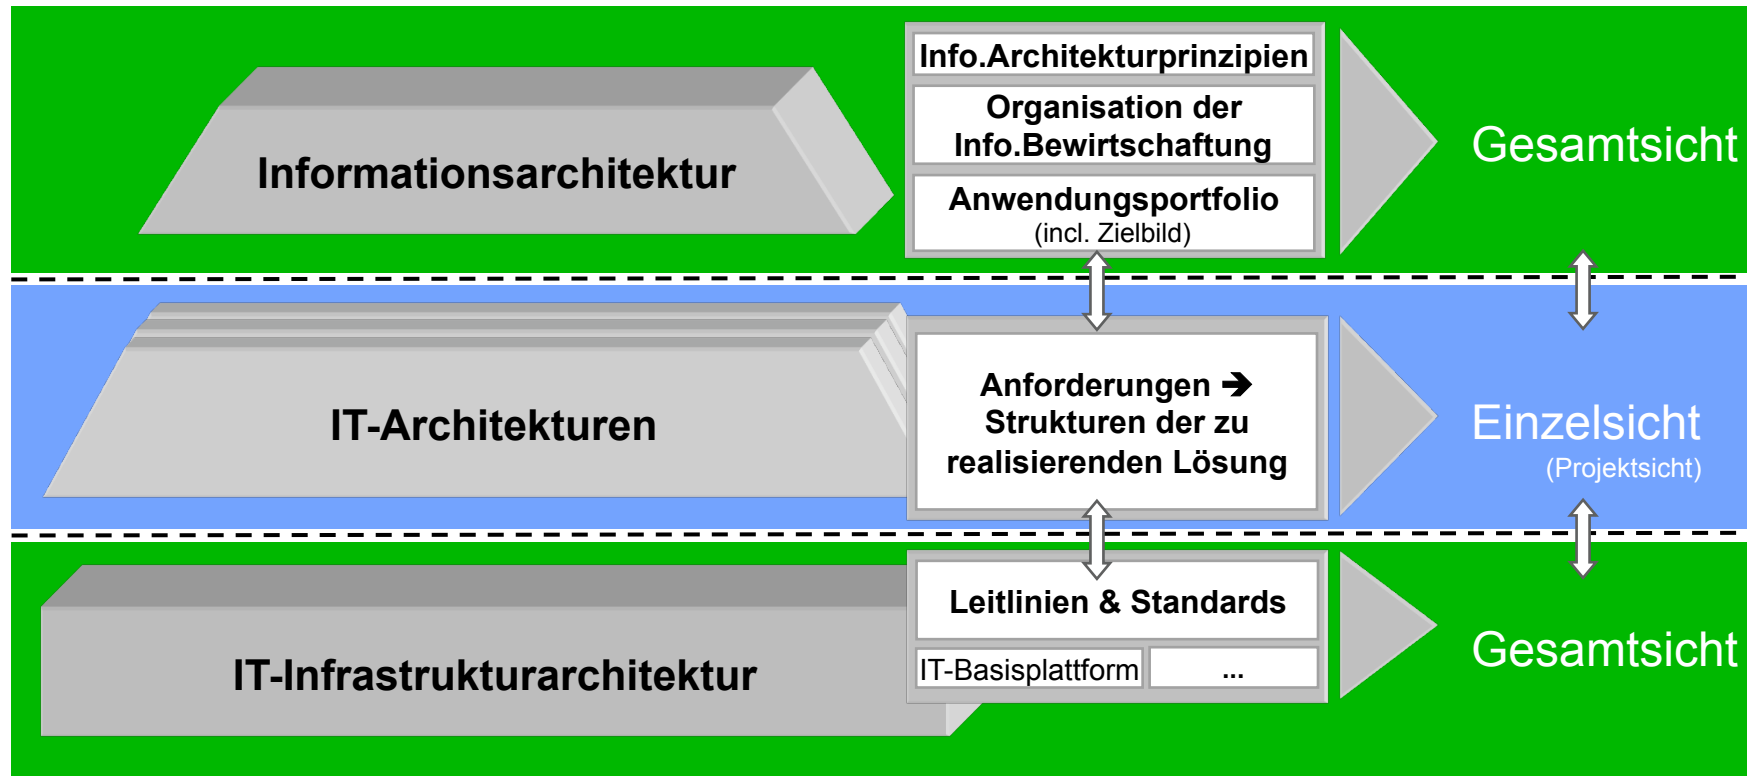 Informationsarchitektur
Info.Architekturprinzipien
Organisation der
Info.Bewirtschaftung
Anwendungsportfolio
(incl. Zielbild)
Gesamtsicht
IT-Architekturen
Anforderungen ➔
Strukturen der zu
realisierenden Lösung
Einzelsicht
(Projektsicht)
IT-Infrastrukturarchitektur
Leitlinien & Standards
IT-Basisplattform
...
Gesamtsicht